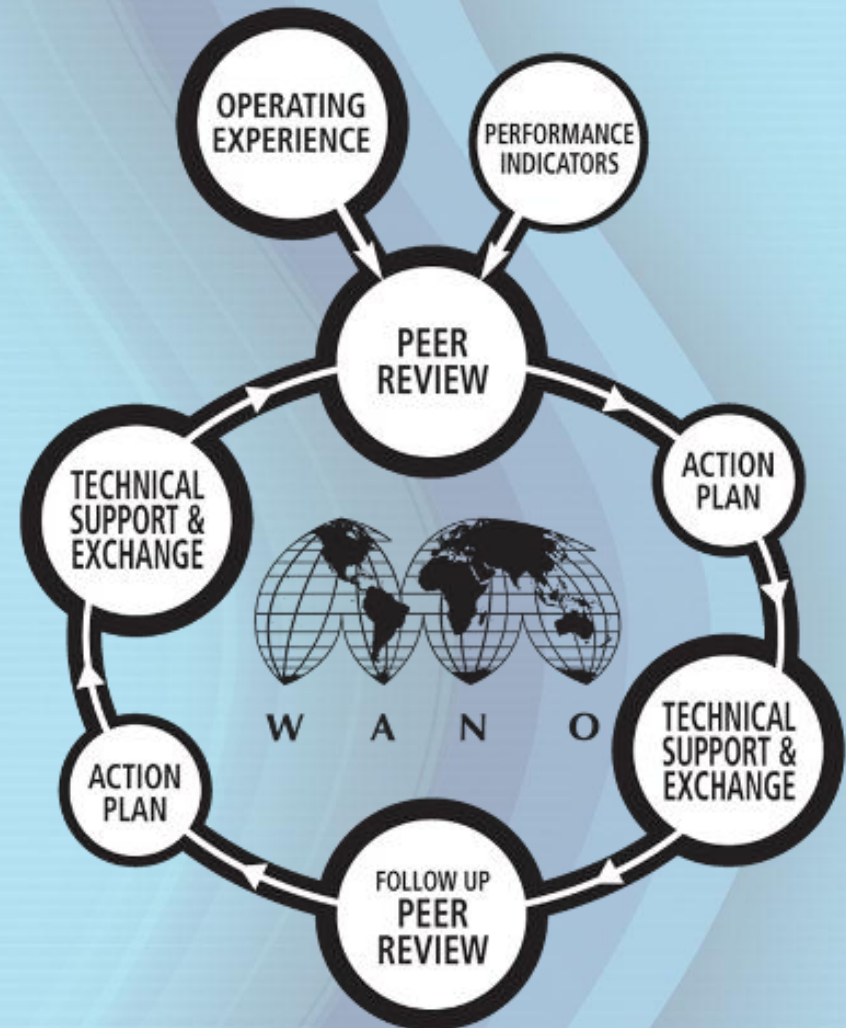 OPERATING
EXPERIENCE
PERFORMANCE
INDICATORS
PEER
REVIEW
ACTION
PLAN
TECHNICAL
SUPPORT &
EXCHANGE
W A N O
TECHNICAL
SUPPORT &
EXCHANGE
ACTION
PLAN
FOLLOW UP
PEER
REVIEW